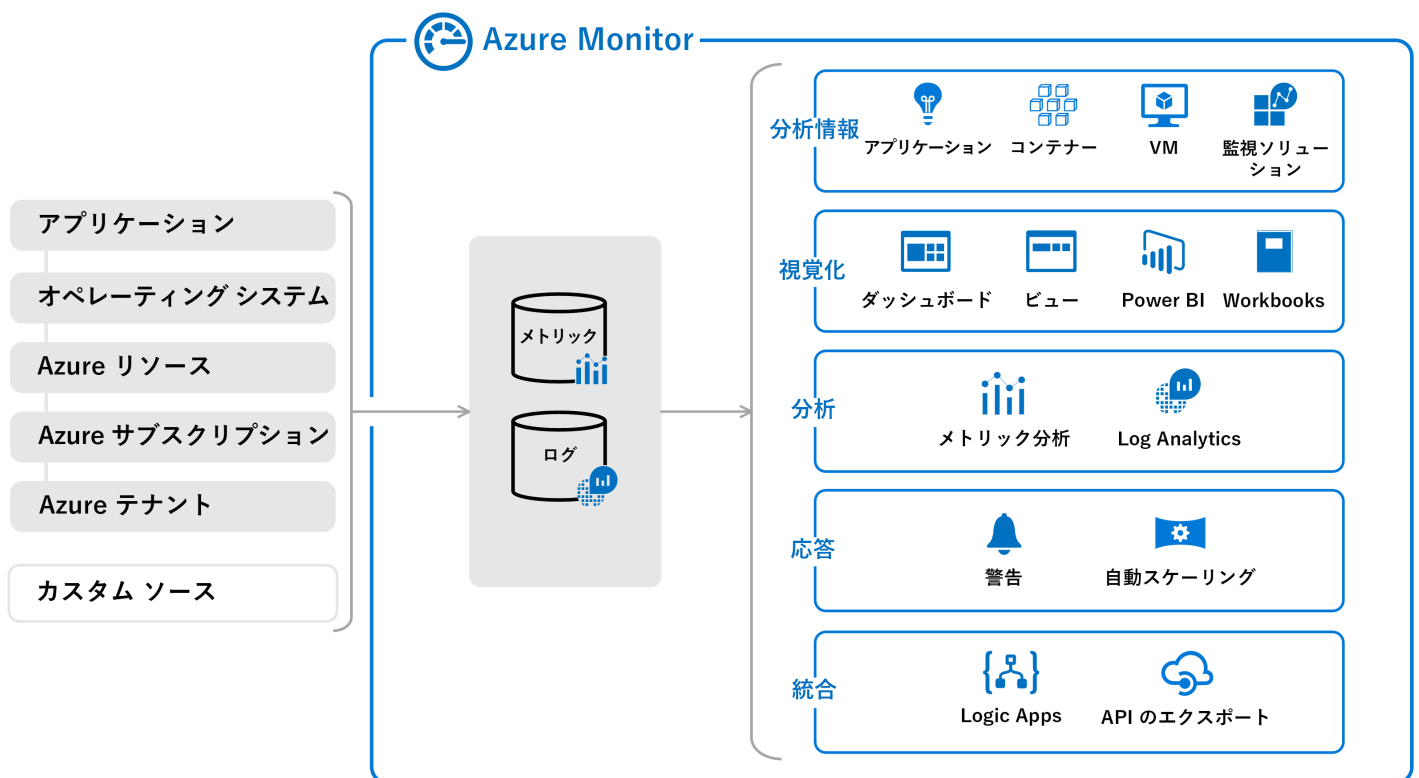 Azure Monitor
アプリケーション
オペレーティング システム
Azure リソース
Azure サブスクリプション
Azure テナント
カスタム ソース
メトリック
ログ
分析情報
アプリケーション
コンテナー
VM
監視ソリュー
ション
視覚化
ダッシュボード
ビュー
Power BI
Workbooks
分析
メトリック分析
Log Analytics
応答
警告
自動スケーリング
統合
Logic Apps
API のエクスポート